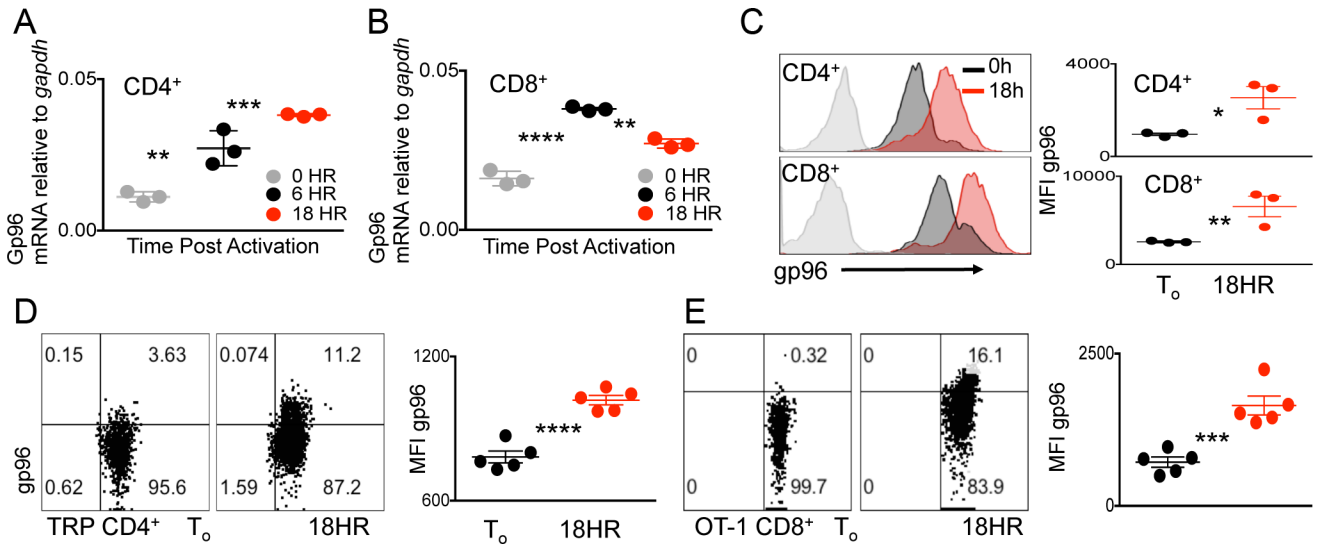 A
Gp96
mRNA relative to gapdh
0.05
0.00
CD4+
**
***
0 HR
6 HR
18 HR
Time Post Activation
B
Gp96
mRNA relative to gapdh
0.05
0.00
CD8+
****
**
0 HR
6 HR
18 HR
Time Post Activation
C
CD4+
0h
18h
CD8+
gp96
MFI gp96
4000
0
CD4+
*
10000
0
CD8+
**
To
18HR
D
gp96
0.15
3.63
0.62
95.6
0.074
11.2
1.59
87.2
TRP CD4+
To
18HR
MFI gp96
1200
600
****
To
18HR
E
0
0.32
0
99.7
0
16.1
0
83.9
OT-1 CD8+
To
18HR
MFI gp96
2500
0
***